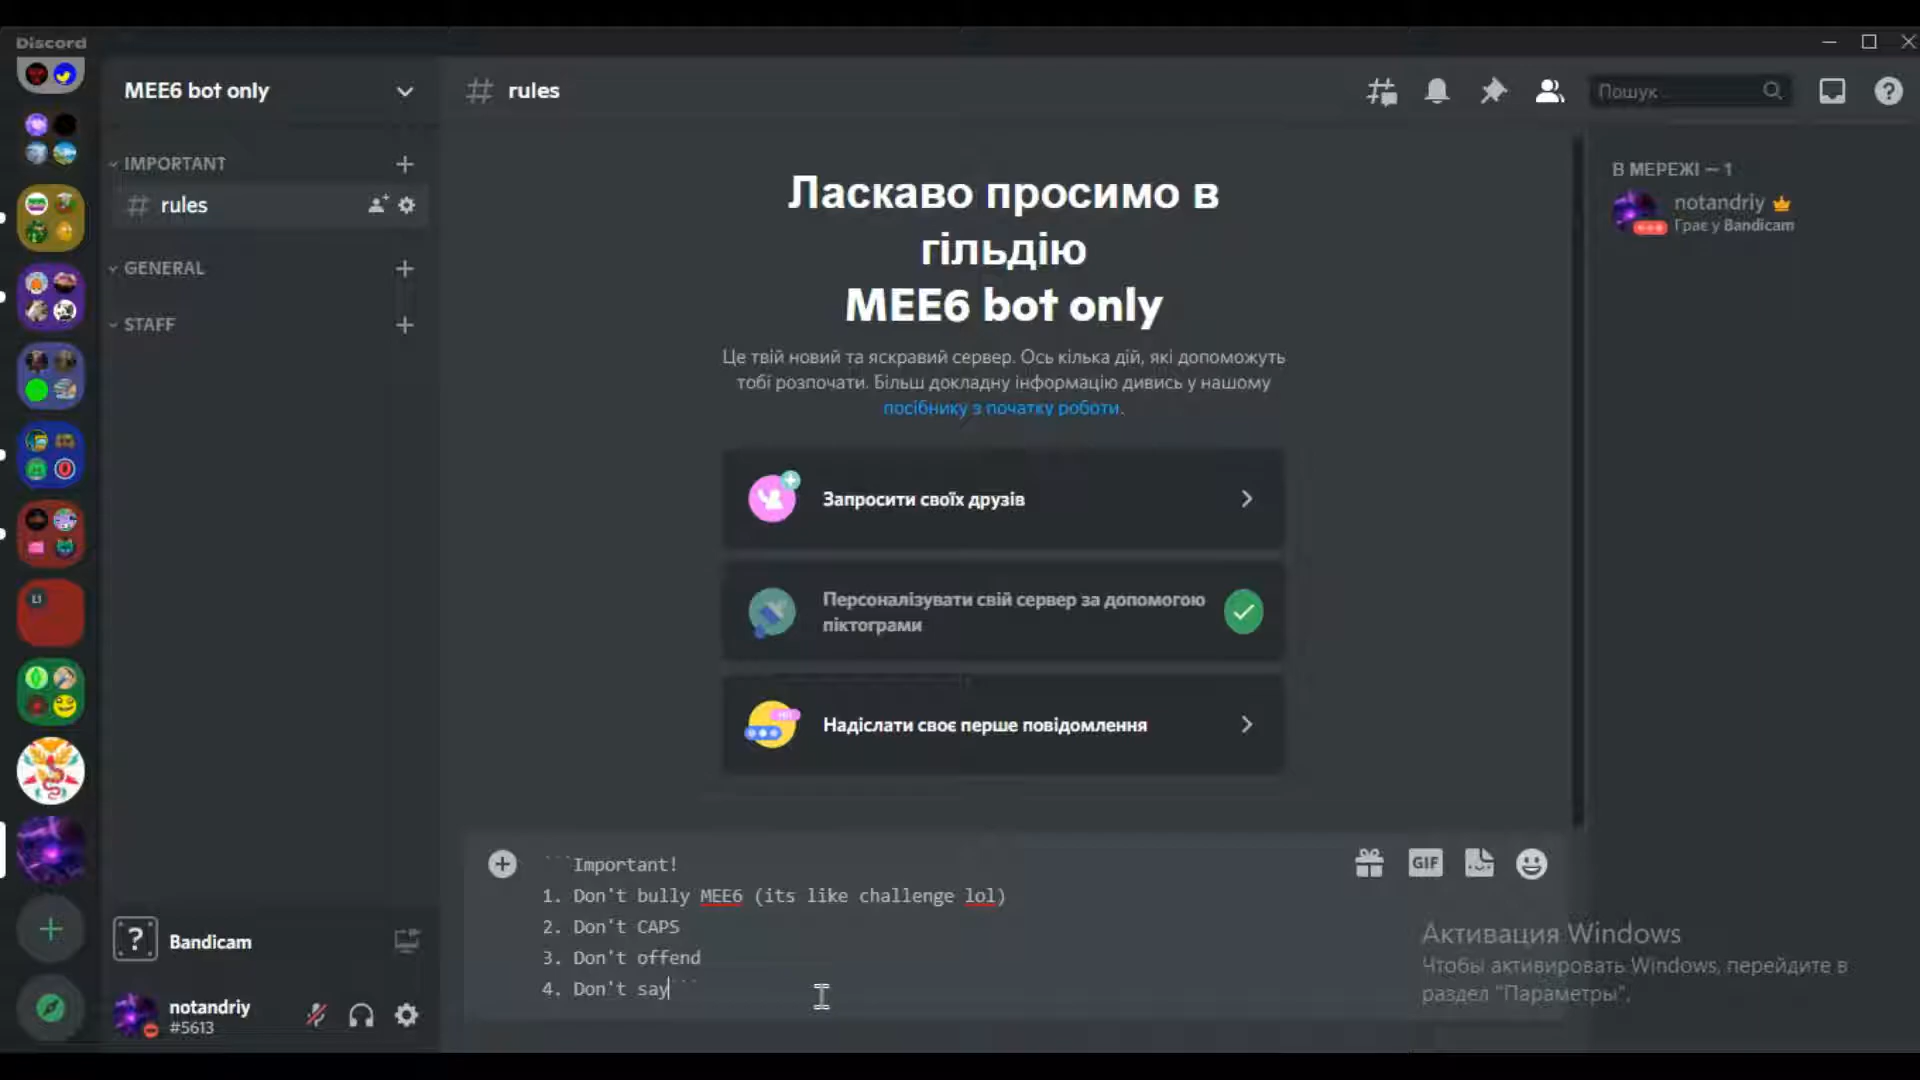 Discord
MEE6 bot only
IMPORTANT
rules
GENERAL
STAFF
Bandicam
notandriy
#5613
rules
Пошук
Ласкаво просимо в
гільдію
MEE6 bot only
Це твій новий та яскравий сервер. Ось кілька дій, які допоможуть
тобі розпочати. Більш докладну інформацію дивись у нашому
посібнику з початку роботи.
Запросити своїх друзів
Персоналізувати свій сервер за допомогою
піктограми
Надіслати своє перше повідомлення
```Important!
1. Don't bully MEE6 (its like challenge lol)
2. Don't CAPS
3. Don't offend
4. Don't say```
GIF
В МЕРЕЖІ — 1
notandriy
Грає у Bandicam
Активация Windows
Чтобы активировать Windows, перейдите в
раздел "Параметры".